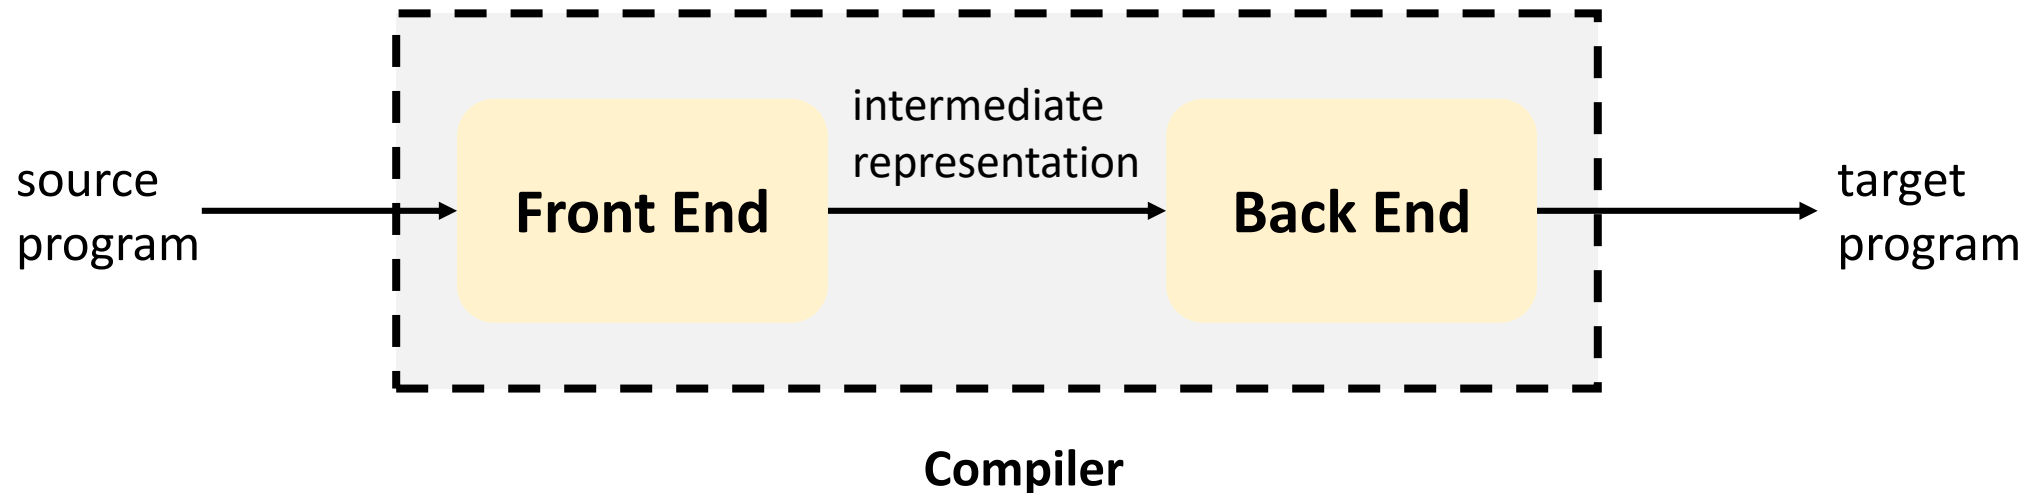 source
program
Front End
intermediate
representation
Back End
target
program
Compiler